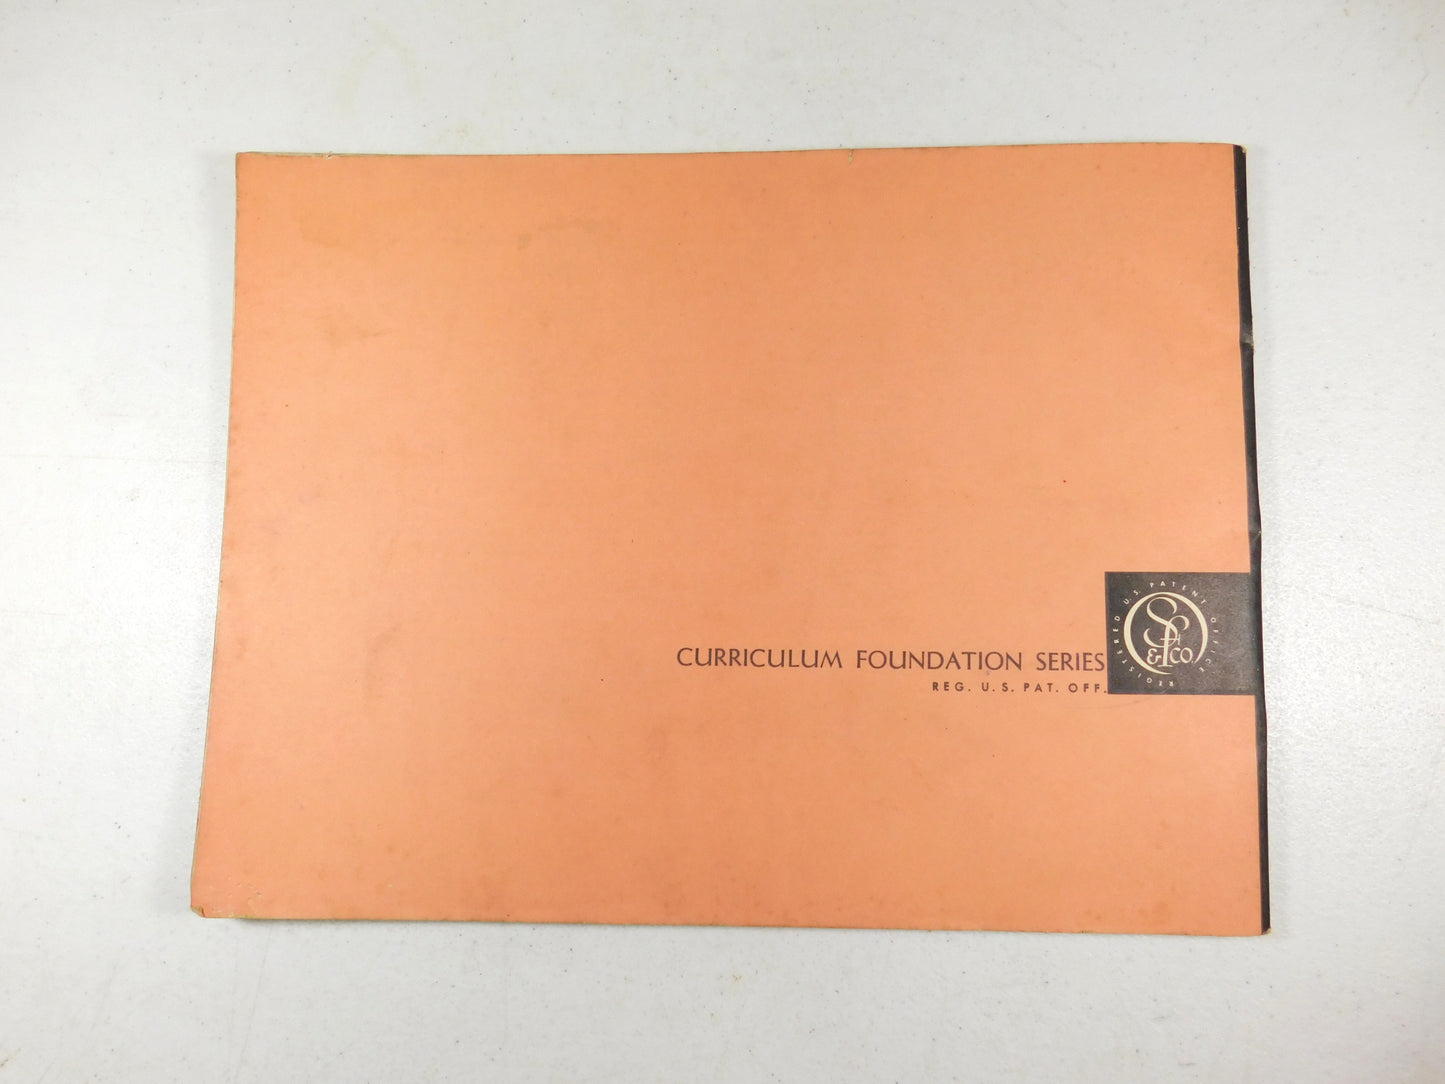 REGISTERED U.S. PATENT OFFICE
SF
& CO.
CURRICULUM FOUNDATION SERIES
REG. U.S. PAT. OFF.